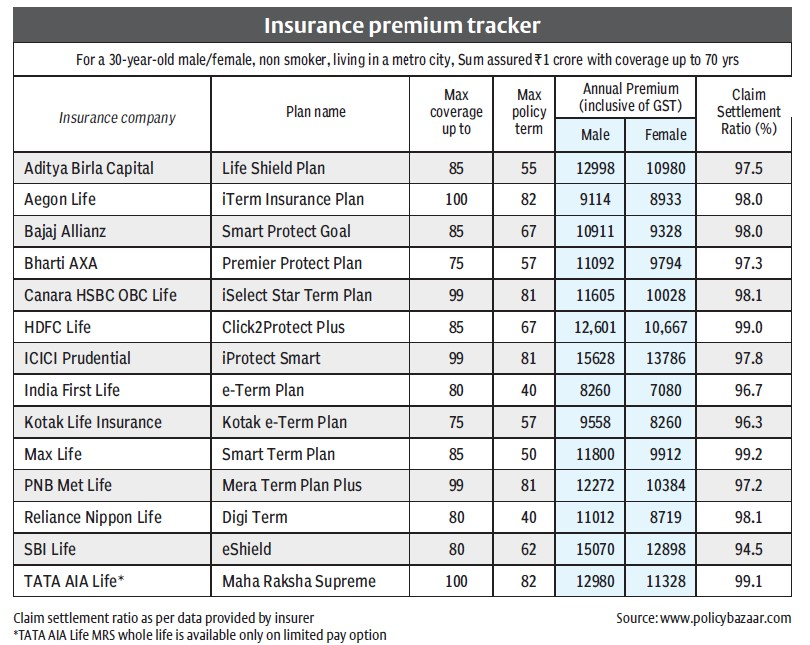 Insurance premium tracker
For a 30-year-old male/female, non smoker, living in a metro city, Sum assured ₹1 crore with coverage up to 70 yrs
Insurance company Plan name Max coverage up to Max policy term Annual Premium (inclusive of GST) Claim Settlement Ratio (%)
Male Female
Aditya Birla Capital Life Shield Plan 85 55 12998 10980 97.5
Aegon Life iTerm Insurance Plan 100 82 9114 8933 98.0
Bajaj Allianz Smart Protect Goal 85 67 10911 9328 98.0
Bharti AXA Premier Protect Plan 75 57 11092 9794 97.3
Canara HSBC OBC Life iSelect Star Term Plan 99 81 11605 10028 98.1
HDFC Life Click2Protect Plus 85 67 12,601 10,667 99.0
ICICI Prudential iProtect Smart 99 81 15628 13786 97.8
India First Life e-Term Plan 80 40 8260 7080 96.7
Kotak Life Insurance Kotak e-Term Plan 75 57 9558 8260 96.3
Max Life Smart Term Plan 85 50 11800 9912 99.2
PNB Met Life Mera Term Plan Plus 99 81 12272 10384 97.2
Reliance Nippon Life Digi Term 80 40 11012 8719 98.1
SBI Life eShield 80 62 15070 12898 94.5
TATA AIA Life* Maha Raksha Supreme 100 82 12980 11328 99.1
Claim settlement ratio as per data provided by insurer Source: www.policybazaar.com
*TATA AIA Life MRS whole life is available only on limited pay option